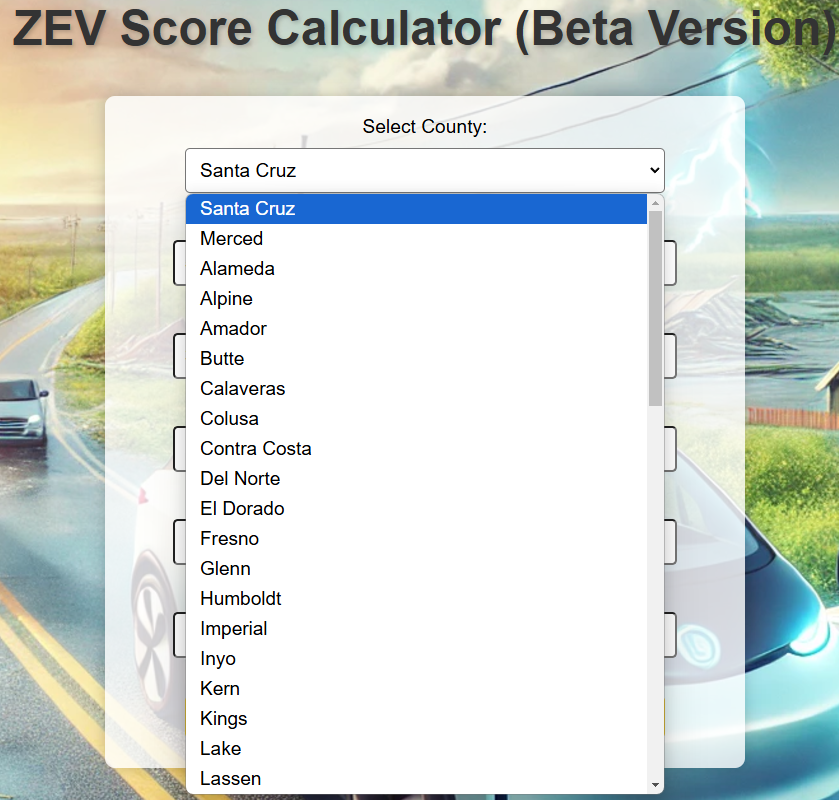 ZEV Score Calculator (Beta Version)
Select County:
Santa Cruz
Santa Cruz
Merced
Alameda
Alpine
Amador
Butte
Calaveras
Colusa
Contra Costa
Del Norte
El Dorado
Fresno
Glenn
Humboldt
Imperial
Inyo
Kern
Kings
Lake
Lassen